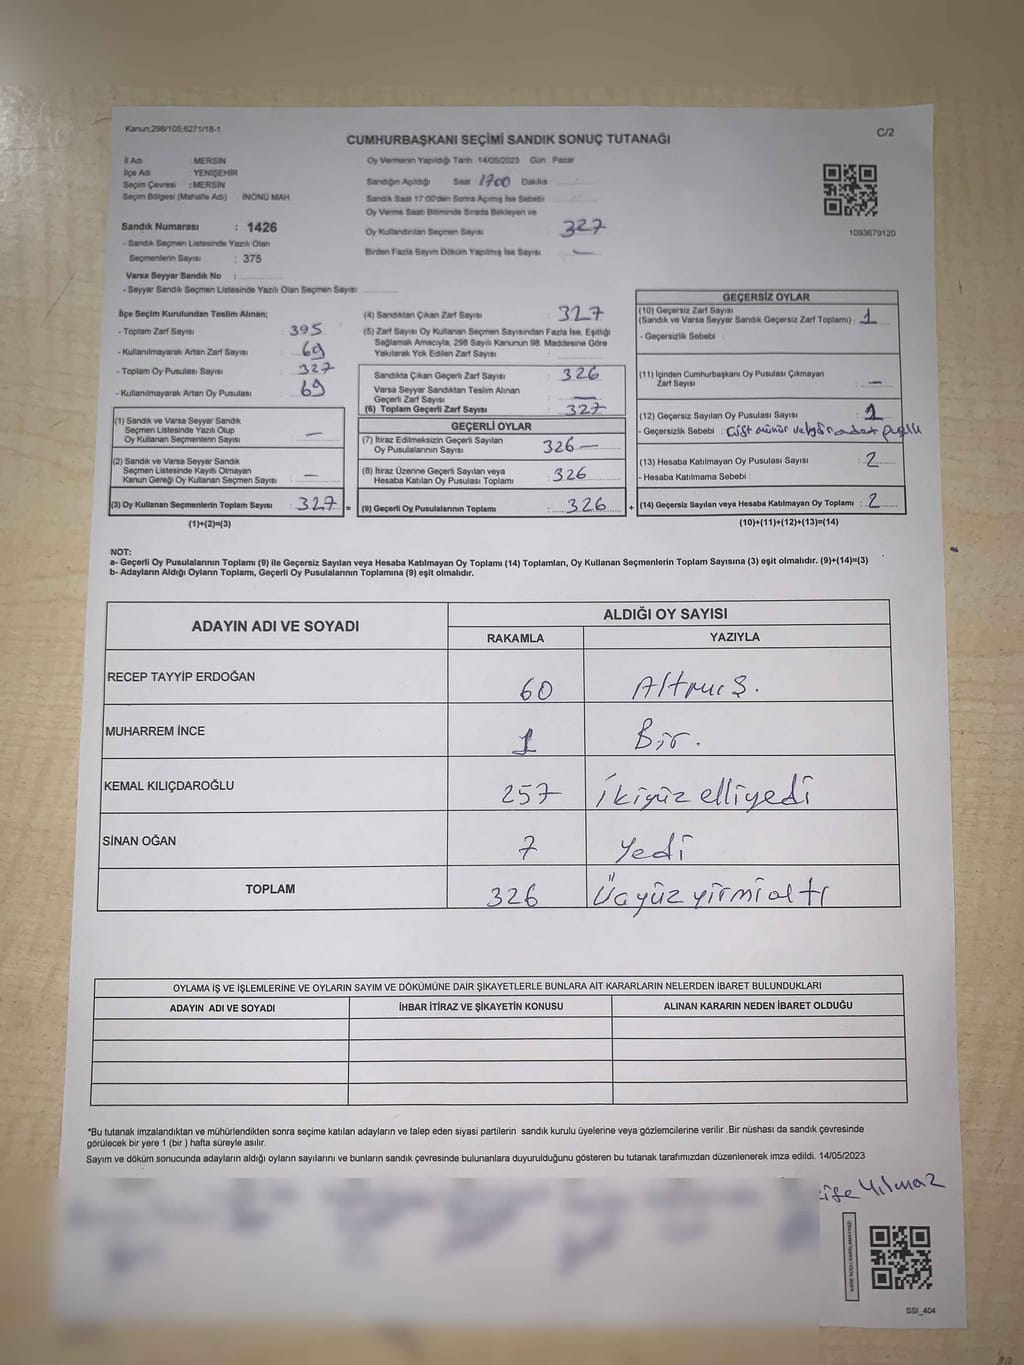 Kanun:298/105,6271/18-1
C/2
CUMHURBAŞKANI SEÇİMİ SANDIK SONUÇ TUTANAĞI
İl Adı : MERSİN
İlçe Adı : YENİŞEHİR
Seçim Çevresi : MERSİN
Seçim Bölgesi (Mahalle Adı) İNÖNÜ MAH.
Sandık Numarası : 1426
- Sandık Seçmen Listesinde Yazılı Olan
Seçmenlerin Sayısı : 375
Varsa Seyyar Sandık No :
- Seyyar Sandık Seçmen Listesinde Yazılı Olan Seçmen Sayısı:
Oy Vermenin Yapıldığı Tarih :14/05/2023 Gün : Pazar
Sandığın Açıldığı Saat : 1700 Dakika :
Sandık Saat 17:00'den Sonra Açmış İse Sebebi :
Oy Verme Saati Bitiminde Sırada Bekleyen ve
Oy Kullandırılan Seçmen Sayısı : 327
Birden Fazla Sayım Döküm Yapılmış İse Sayısı : —
1093679120
İlçe Seçim Kurulundan Teslim Alınan;
- Toplam Zarf Sayısı : 395
- Kullanılmayarak Artan Zarf Sayısı : 69
- Toplam Oy Pusulası Sayısı : 327
- Kullanılmayarak Artan Oy Pusulası : 69
(1) Sandık ve Varsa Seyyar Sandık
Seçmen Listesinde Yazılı Olup
Oy Kullanan Seçmenlerin Sayısı : —
(2) Sandık ve Varsa Seyyar Sandık
Seçmen Listesinde Kayıtlı Olmayan
Kanun Gereği Oy Kullanan Seçmen Sayısı : —
(3) Oy Kullanan Seçmenlerin Toplam Sayısı : 327 =
(1)+(2)=(3)
(4) Sandıktan Çıkan Zarf Sayısı : 327
(5) Zarf Sayısı Oy Kullanan Seçmen Sayısından Fazla İse, Eşitliği
Sağlamak Amacıyla, 298 Sayılı Kanunun 98. Maddesine Göre
Yakılarak Yok Edilen Zarf Sayısı :
Sandıkta Çıkan Geçerli Zarf Sayısı : 326
Varsa Seyyar Sandıktan Teslim Alınan
Geçerli Zarf Sayısı : —
(6) Toplam Geçerli Zarf Sayısı : 327
GEÇERLİ OYLAR
(7) İtiraz Edilmeksizin Geçerli Sayılan
Oy Pusulalarının Sayısı : 326 —
(8) İtiraz Üzerine Geçerli Sayılan veya
Hesaba Katılan Oy Pusulası Toplamı : 326
(9) Geçerli Oy Pusulalarının Toplamı : 326 +
GEÇERSİZ OYLAR
(10) Geçersiz Zarf Sayısı
(Sandık ve Varsa Seyyar Sandık Geçersiz Zarf Toplamı) : 1
- Geçersizlik Sebebi :
(11) İçinden Cumhurbaşkanı Oy Pusulası Çıkmayan
Zarf Sayısı : —
(12) Geçersiz Sayılan Oy Pusulası Sayısı : 1
- Geçersizlik Sebebi : Çift mühür
(13) Hesaba Katılmayan Oy Pusulası Sayısı : 2
- Hesaba Katılmama Sebebi :
(14) Geçersiz Sayılan veya Hesaba Katılmayan Oy Toplamı : 2
(10)+(11)+(12)+(13)=(14)
NOT:
a- Geçerli Oy Pusulalarının Toplamı (9) ile Geçersiz Sayılan veya Hesaba Katılmayan Oy Toplamı (14) Toplamları, Oy Kullanan Seçmenlerin Toplam Sayısına (3) eşit olmalıdır. (9)+(14)=(3)
b- Adayların Aldığı Oyların Toplamı, Geçerli Oy Pusulalarının Toplamına (9) eşit olmalıdır.
ADAYIN ADI VE SOYADI
ALDIĞI OY SAYISI
RAKAMLA YAZIYLA
RECEP TAYYİP ERDOĞAN 60 Altmış.
MUHARREM İNCE 1 Bir.
KEMAL KILIÇDAROĞLU 257 İkiyüz elliyedi
SİNAN OĞAN 7 Yedi
TOPLAM 326 Üçyüz yirmi altı
OYLAMA İŞ VE İŞLEMLERİNE VE OYLARIN SAYIM VE DÖKÜMÜNE DAİR ŞİKAYETLERLE BUNLARA AİT KARARLARIN NELERDEN İBARET BULUNDUKLARI
ADAYIN ADI VE SOYADI İHBAR İTİRAZ VE ŞİKAYETİN KONUSU ALINAN KARARIN NEDEN İBARET OLDUĞU
*Bu tutanak imzalandıktan ve mühürlendikten sonra seçime katılan adayların ve talep eden siyasi partilerin sandık kurulu üyelerine veya gözlemcilerine verilir .Bir nüshası da sandık çevresinde
görülecek bir yere 1 (bir ) hafta süreyle asılır.
Sayım ve döküm sonucunda adayların aldığı oyların sayılarını ve bunların sandık çevresinde bulunanlara duyurulduğunu gösteren bu tutanak tarafımızdan düzenlenerek imza edildi. 14/05/2023
Yılmaz
SSI_404